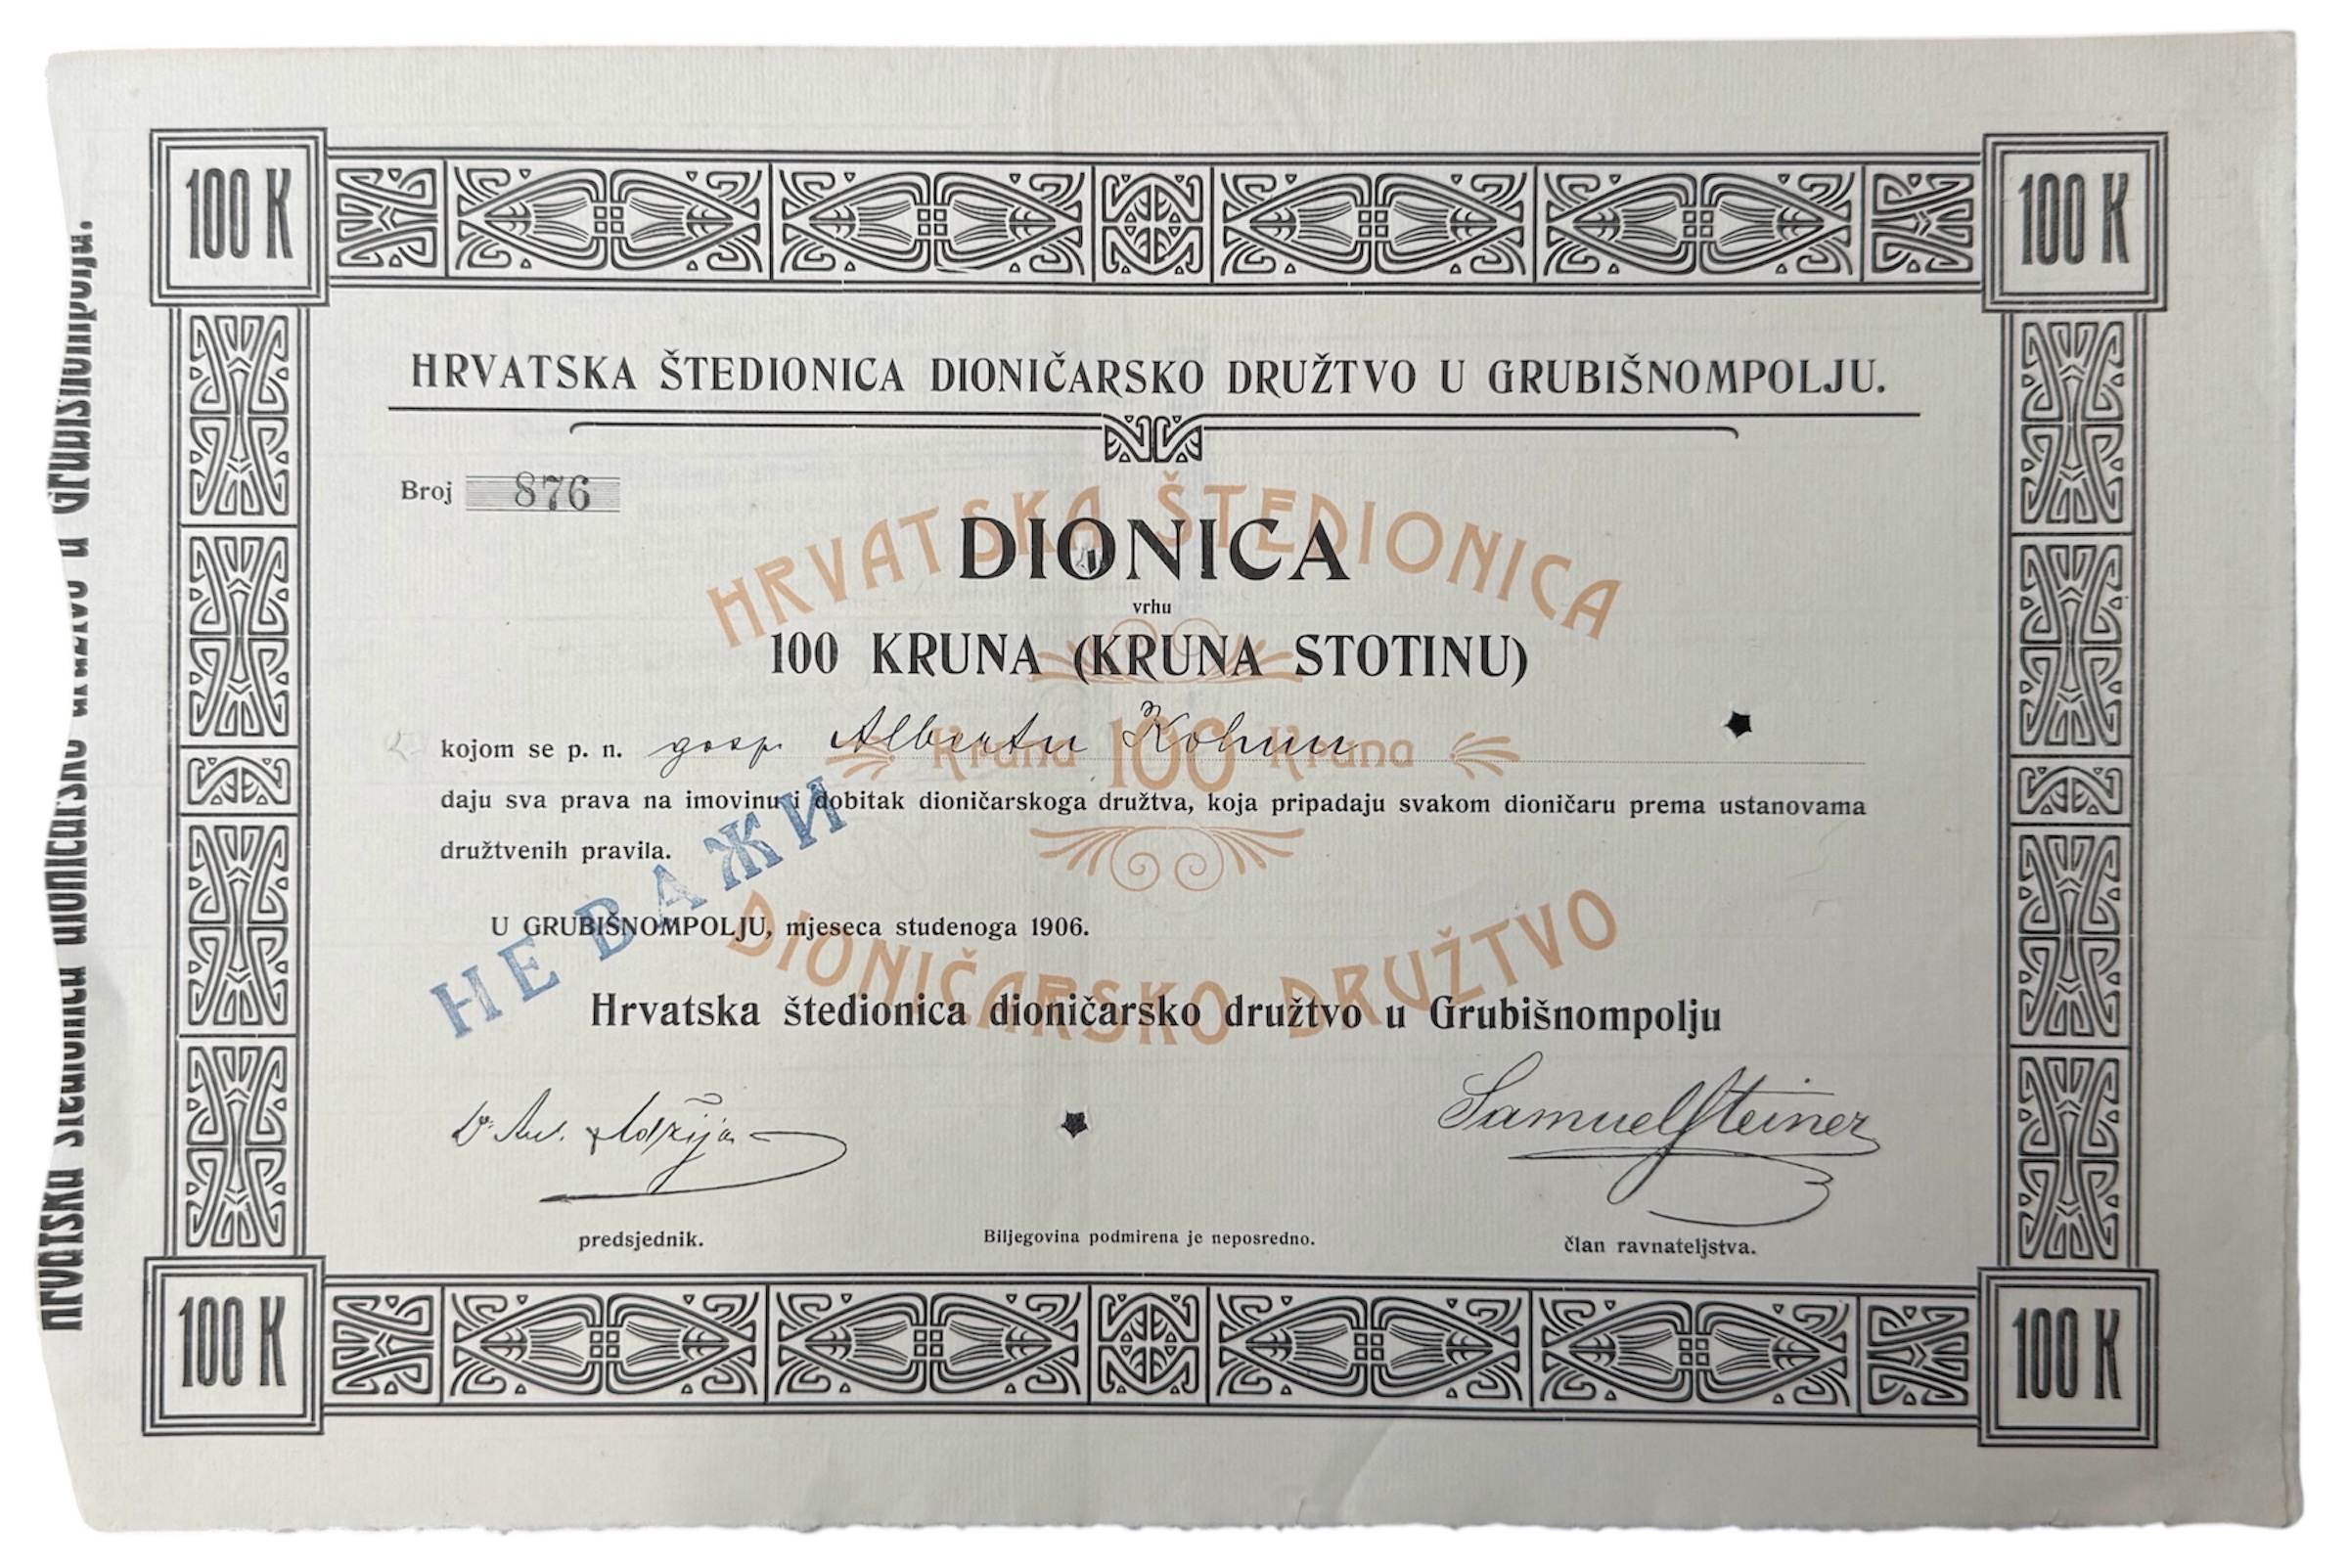 100 K
100 K
HRVATSKA ŠTEDIONICA DIONIČARSKO DRUŽTVO U GRUBIŠNOMPOLJU.
Broj 876
HRVATSKA ŠTEDIONICA
DIONICA
vrhu
100 KRUNA (KRUNA STOTINU)
kojom se p. n. gosp. Albertu Kohnu
Kruna 100 Kruna
daju sva prava na imovinu i dobitak dioničarskoga družtva, koja pripadaju svakom dioničaru prema ustanovama
družtvenih pravila.
НЕ ВАЖИ
U GRUBIŠNOMPOLJU, mjeseca studenoga 1906.
DIONIČARSKO DRUŽTVO
Hrvatska štedionica dioničarsko družtvo u Grubišnompolju
Samuel Steiner
predsjednik.
Biljegovina podmirena je neposredno.
član ravnateljstva.
100 K
100 K
Hrvatska štedionica dioničarsko družtvo u Grubišnompolju.